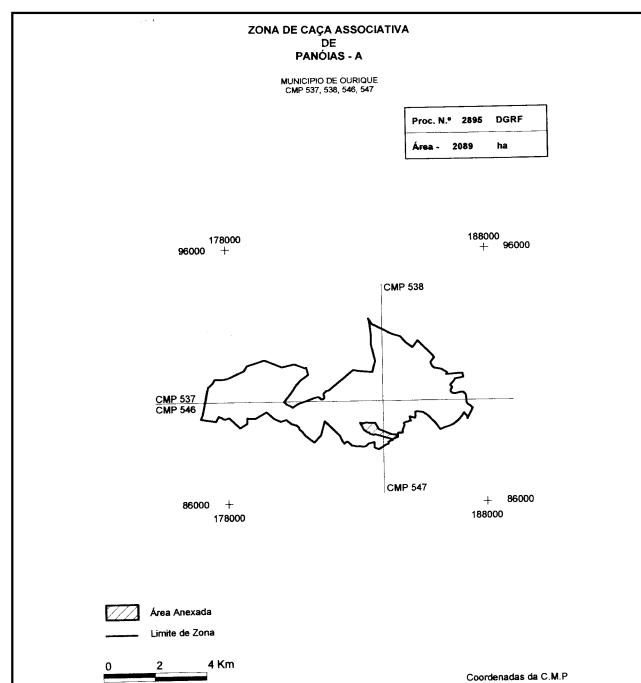 ZONA DE CAÇA ASSOCIATIVA
DE
PANÓIAS - A
MUNICIPIO DE OURIQUE
CMP 537, 538, 546, 547
Proc. N.º 2895 DGRF
Área - 2089 ha
178000
96000
188000
96000
CMP 538
CMP 537
CMP 546
CMP 547
86000
178000
86000
188000
Área Anexada
Limite de Zona
0 2 4 Km
Coordenadas da C.M.P